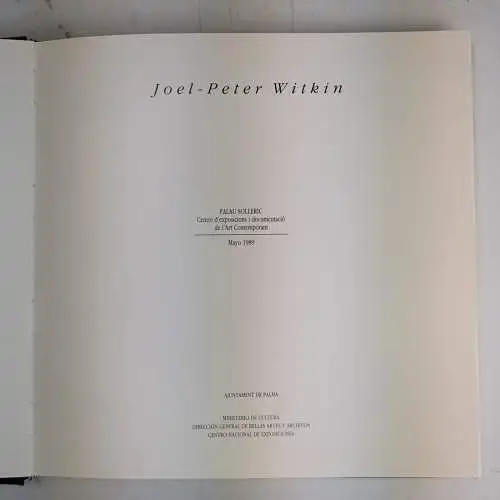 Joel-Peter Witkin
PALAU SOLLERIC
Centre d'exposicions i documentació
de l'Art Contemporani
Mayo 1989
AJUNTAMENT DE PALMA
MINISTERIO DE CULTURA
DIRECCION GENERAL DE BELLAS ARTES Y ARCHIVOS
CENTRO NACIONAL DE EXPOSICIONES